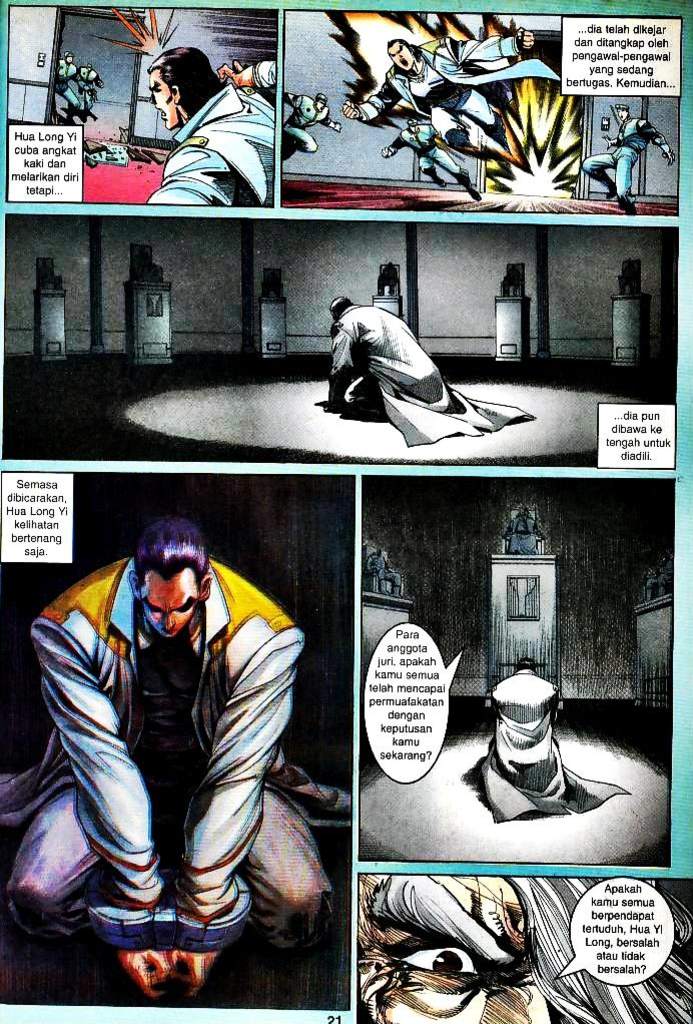 Hua Long Yi
cuba angkat
kaki dan
melarikan diri
tetapi...
...dia telah dikejar
dan ditangkap oleh
pengawal-pengawal
yang sedang
bertugas. Kemudian...
...dia pun
dibawa ke
tengah untuk
diadili.
Semasa
dibicarakan,
Hua Long Yi
kelihatan
bertenang
saja.
Para
anggota
juri, apakah
kamu semua
telah mencapai
permuafakatan
dengan
keputusan
kamu
sekarang?
Apakah
kamu semua
berpendapat
tertuduh, Hua Yi
Long, bersalah
atau tidak
bersalah?
21